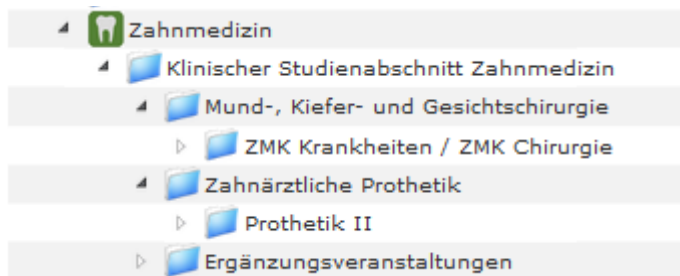 Zahnmedizin
Klinischer Studienabschnitt Zahnmedizin
Mund-, Kiefer- und Gesichtschirurgie
ZMK Krankheiten / ZMK Chirurgie
Zahnärztliche Prothetik
Prothetik II
Ergänzungsveranstaltungen